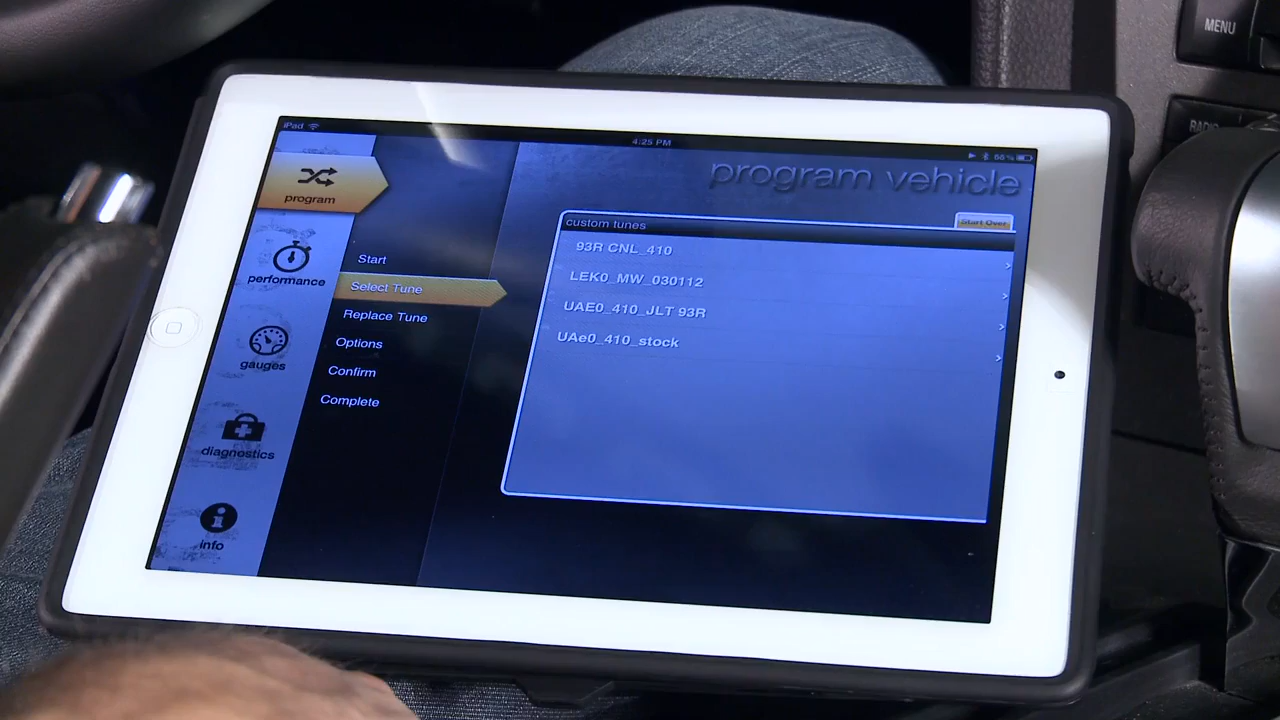 MENU
RADIO
iPad
4:25 PM
program vehicle
program
performance
gauges
diagnostics
info
Start
Select Tune
Replace Tune
Options
Confirm
Complete
custom tunes
Start Over
93R CNL_410
LEK0_MW_030112
UAE0_410_JLT 93R
UAe0_410_stock